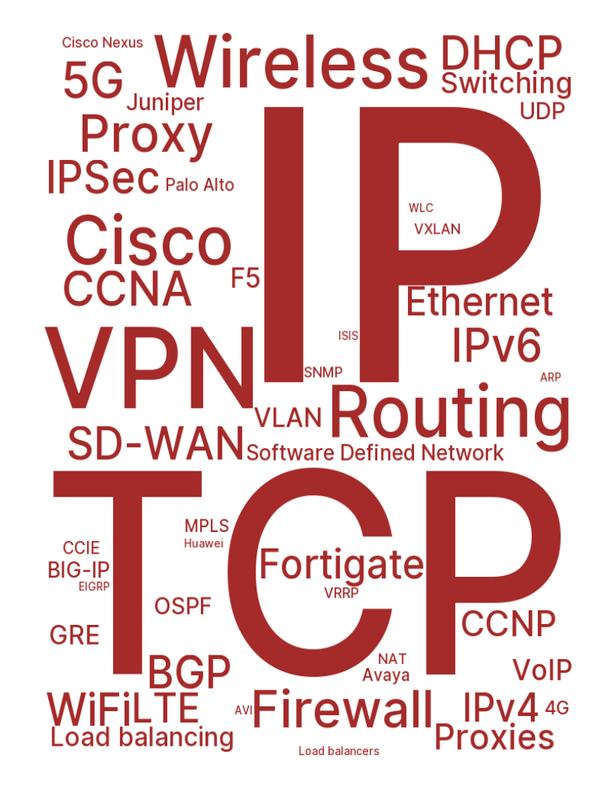 Cisco Nexus
Wireless
DHCP
5G
Switching
Juniper
UDP
IP
Proxy
IPSec
Palo Alto
WLC
VXLAN
Cisco
F5
CCNA
Ethernet
VPN
ISIS
IPv6
SNMP
ARP
Routing
VLAN
SD-WAN
Software Defined Network
TCP
MPLS
Huawei
CCIE
Fortigate
BIG-IP
EIGRP
VRRP
OSPF
CCNP
GRE
NAT
BGP
Avaya
VoIP
WiFi
LTE
AVI
Firewall
IPv4
4G
Load balancing
Proxies
Load balancers